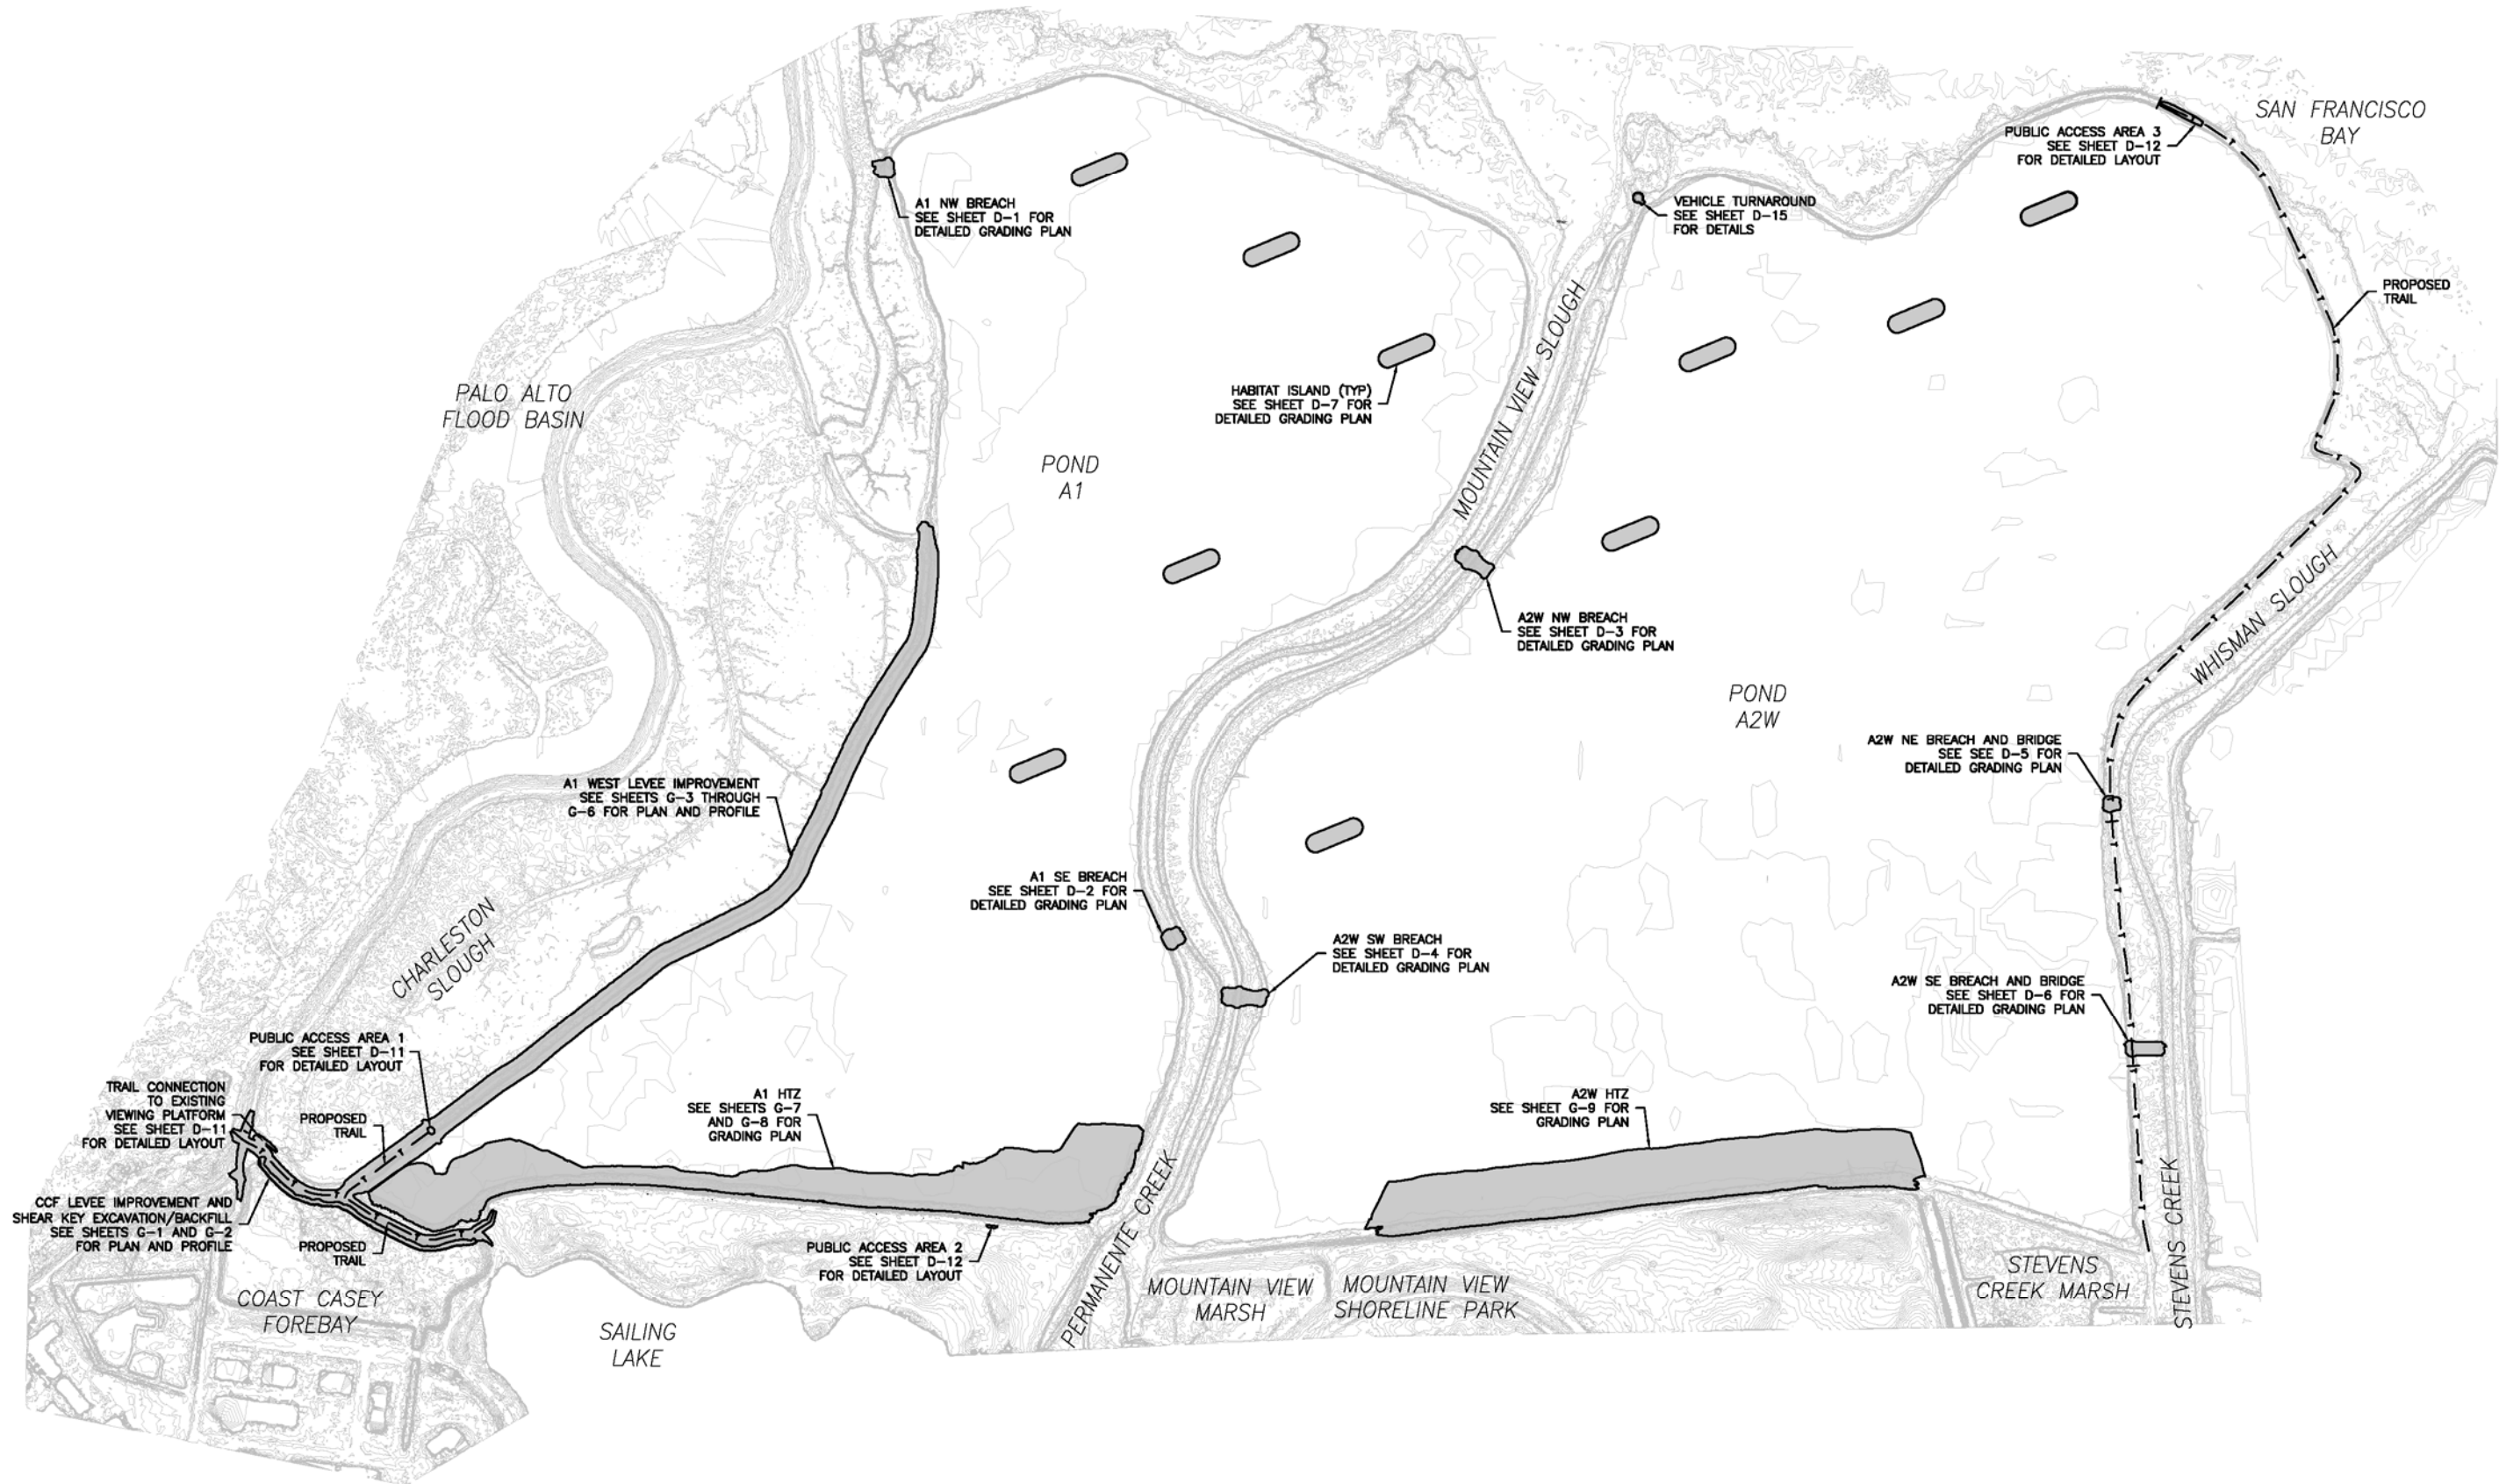 SAN FRANCISCO
BAY
PUBLIC ACCESS AREA 3
SEE SHEET D-12
FOR DETAILED LAYOUT
A1 NW BREACH
SEE SHEET D-1 FOR
DETAILED GRADING PLAN
VEHICLE TURNAROUND
SEE SHEET D-15
FOR DETAILS
PROPOSED
TRAIL
PALO ALTO
FLOOD BASIN
HABITAT ISLAND (TYP)
SEE SHEET D-7 FOR
DETAILED GRADING PLAN
MOUNTAIN VIEW SLOUGH
POND
A1
A2W NW BREACH
SEE SHEET D-3 FOR
DETAILED GRADING PLAN
WHISMAN SLOUGH
POND
A2W
A2W NE BREACH AND BRIDGE
SEE SEE D-5 FOR
DETAILED GRADING PLAN
A1 WEST LEVEE IMPROVEMENT
SEE SHEETS G-3 THROUGH
G-6 FOR PLAN AND PROFILE
A1 SE BREACH
SEE SHEET D-2 FOR
DETAILED GRADING PLAN
CHARLESTON
SLOUGH
A2W SW BREACH
SEE SHEET D-4 FOR
DETAILED GRADING PLAN
A2W SE BREACH AND BRIDGE
SEE SHEET D-6 FOR
DETAILED GRADING PLAN
PUBLIC ACCESS AREA 1
SEE SHEET D-11
FOR DETAILED LAYOUT
TRAIL CONNECTION
TO EXISTING
VIEWING PLATFORM
SEE SHEET D-11
FOR DETAILED LAYOUT
PROPOSED
TRAIL
A1 HTZ
SEE SHEETS G-7
AND G-8 FOR
GRADING PLAN
A2W HTZ
SEE SHEET G-9 FOR
GRADING PLAN
CCF LEVEE IMPROVEMENT AND
SHEAR KEY EXCAVATION/BACKFILL
SEE SHEETS G-1 AND G-2
FOR PLAN AND PROFILE
PROPOSED
TRAIL
PUBLIC ACCESS AREA 2
SEE SHEET D-12
FOR DETAILED LAYOUT
PERMANENTE CREEK
STEVENS CREEK
COAST CASEY
FOREBAY
SAILING
LAKE
MOUNTAIN VIEW
MARSH
MOUNTAIN VIEW
SHORELINE PARK
STEVENS
CREEK MARSH